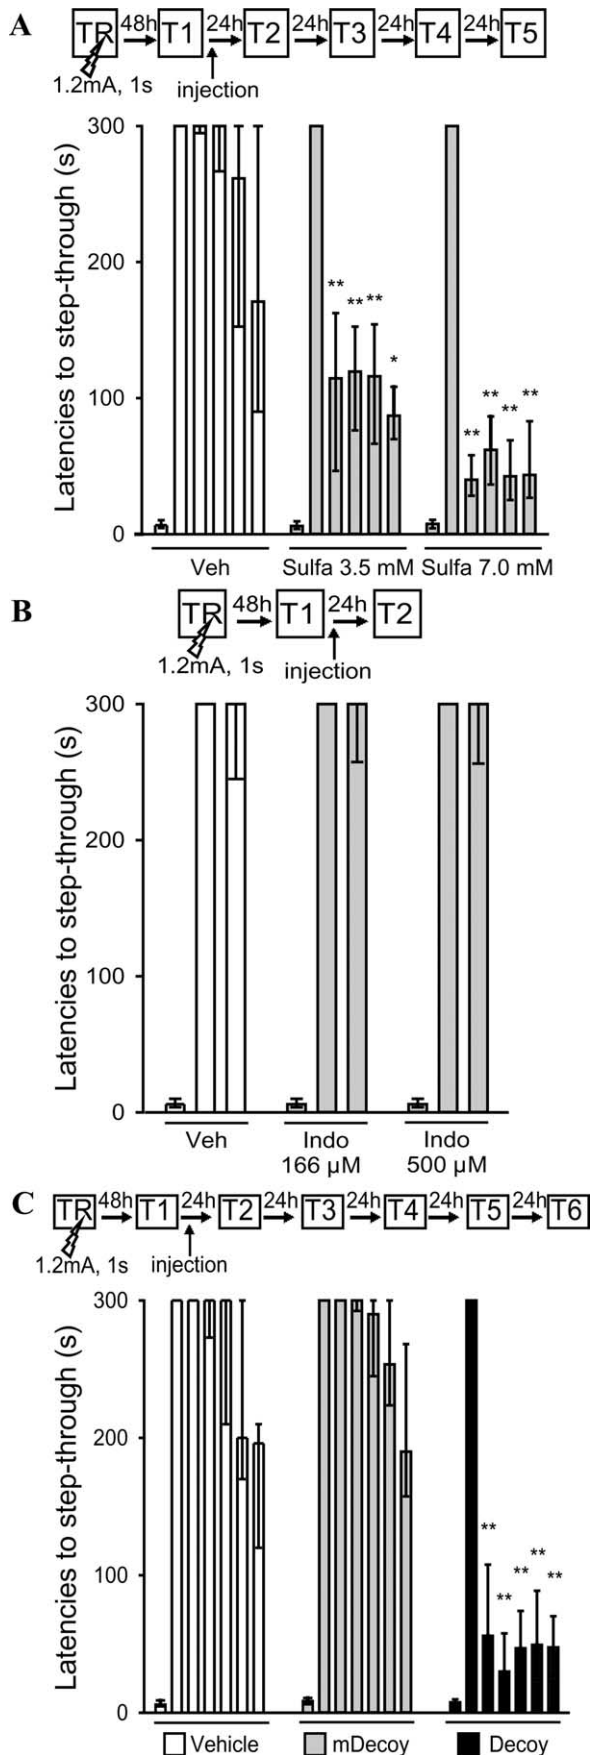 A
48h 24h 24h 24h 24h
TR T1 T2 T3 T4 T5
1.2mA, 1s injection
Latencies to step-through (s)
300
200
100
0
** ** ** *
** ** ** **
Veh Sulfa 3.5 mM Sulfa 7.0 mM
B
48h 24h
TR T1 T2
1.2mA, 1s injection
Latencies to step-through (s)
300
200
100
0
Veh Indo Indo
166 µM 500 µM
C
48h 24h 24h 24h 24h 24h
TR T1 T2 T3 T4 T5 T6
1.2mA, 1s injection
Latencies to step-through (s)
300
200
100
0
** ** ** ** **
Vehicle mDecoy Decoy